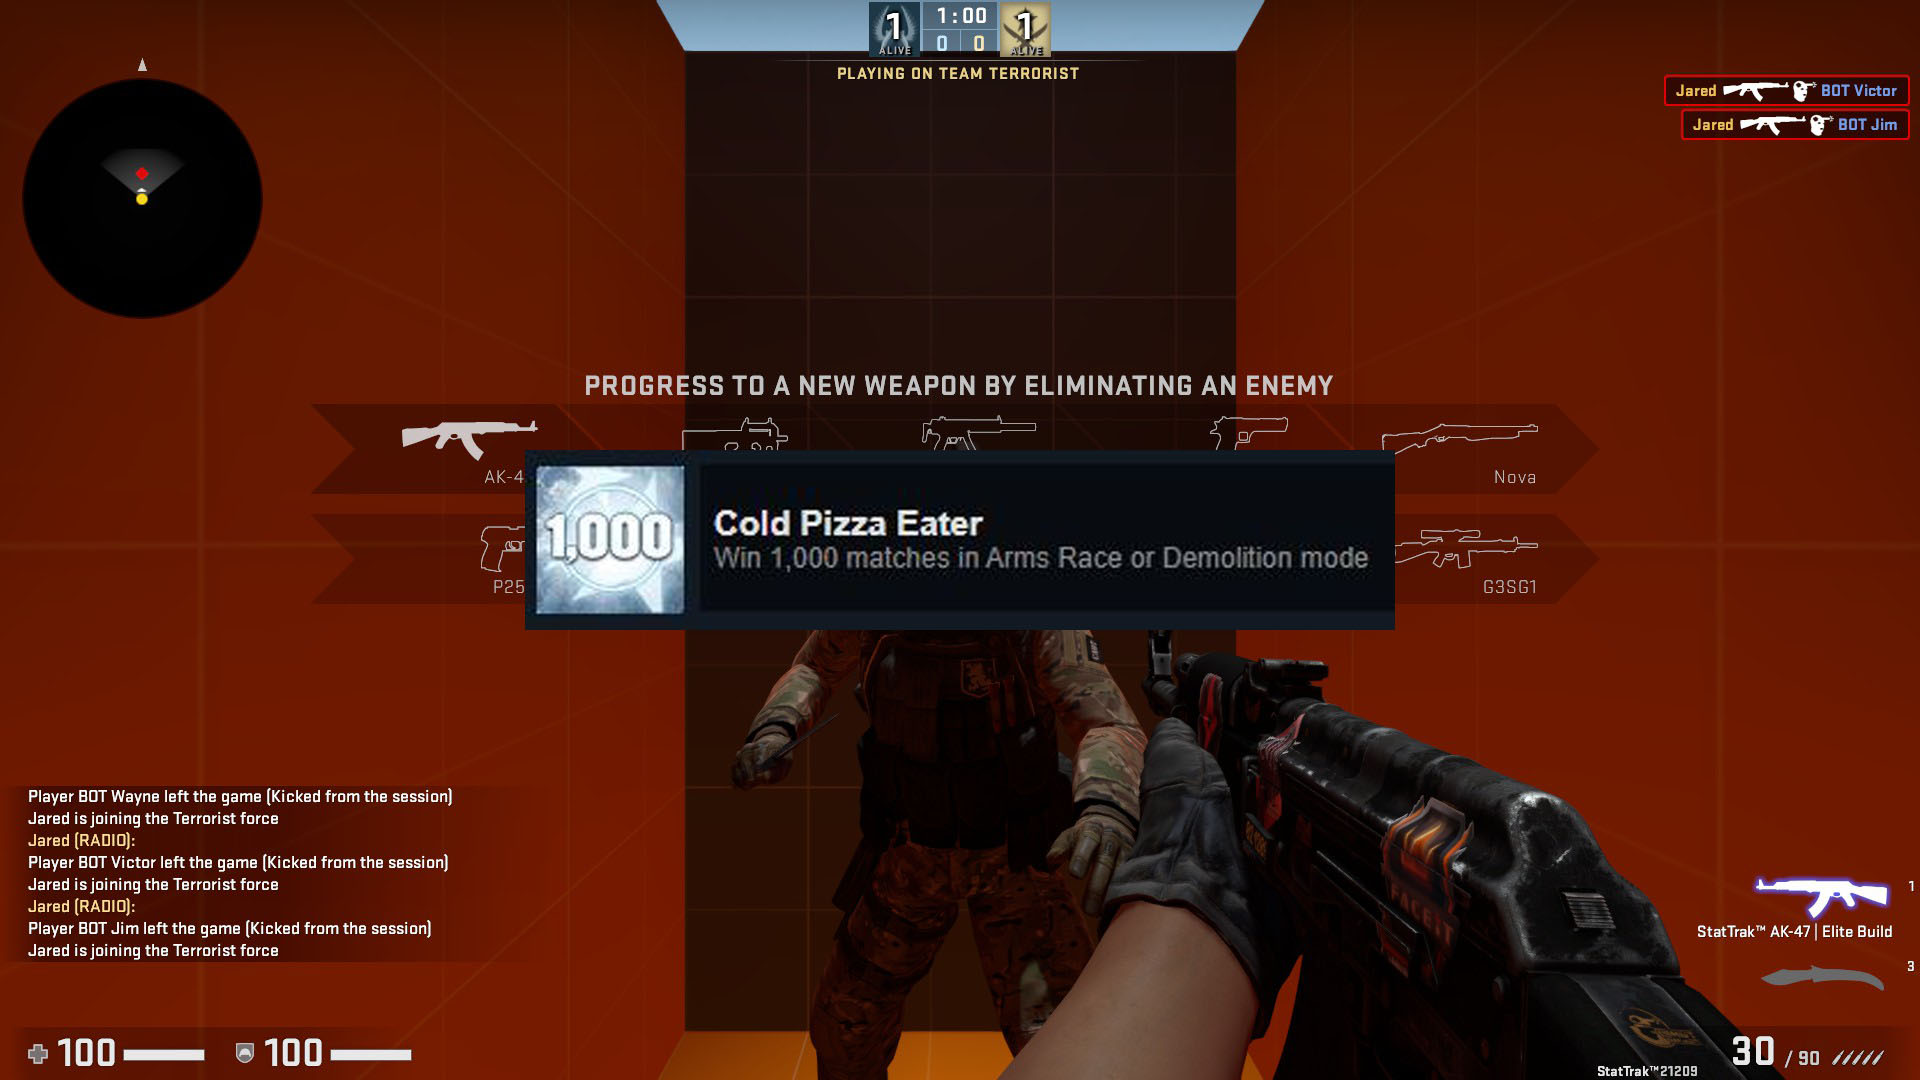 1 1:00 1
ALIVE 0 0 ALIVE
PLAYING ON TEAM TERRORIST
Jared BOT Victor
Jared BOT Jim
PROGRESS TO A NEW WEAPON BY ELIMINATING AN ENEMY
AK-4
Nova
P25
G3SG1
1,000
Cold Pizza Eater
Win 1,000 matches in Arms Race or Demolition mode
Player BOT Wayne left the game (Kicked from the session)
Jared is joining the Terrorist force
Jared (RADIO):
Player BOT Victor left the game (Kicked from the session)
Jared is joining the Terrorist force
Jared (RADIO):
Player BOT Jim left the game (Kicked from the session)
Jared is joining the Terrorist force
FACEIT
1
StatTrak™ AK-47 | Elite Build
3
100 100
30 / 90
StatTrak™21209